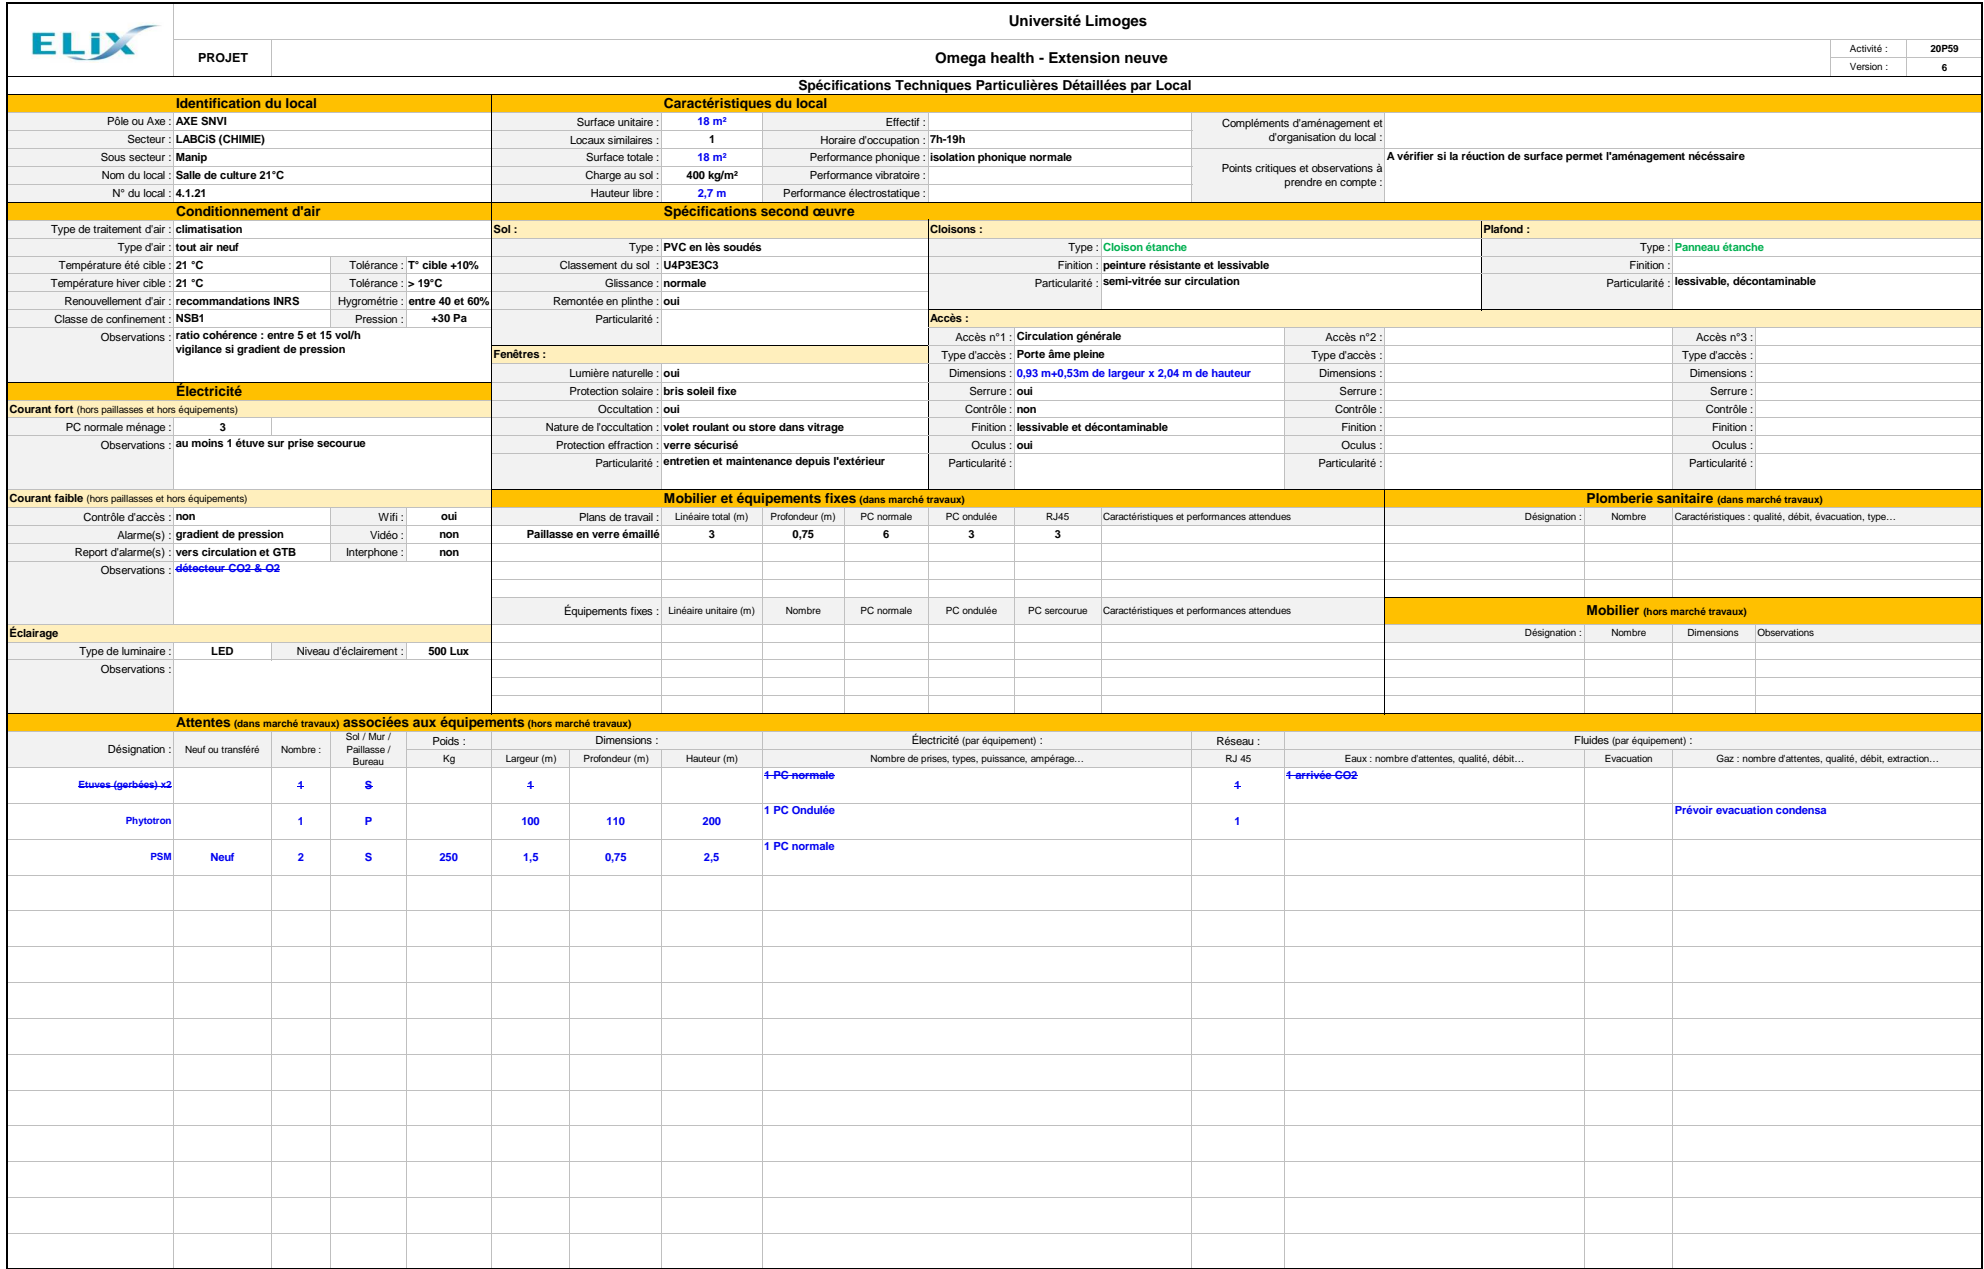 ELiX
Université Limoges
PROJET
Omega health - Extension neuve
Activité : 20P59
Version : 6
Spécifications Techniques Particulières Détaillées par Local
Identification du local
Pôle ou Axe : AXE SNVI
Secteur : LABCiS (CHIMIE)
Sous secteur : Manip
Nom du local : Salle de culture 21°C
N° du local : 4.1.21
Caractéristiques du local
Surface unitaire : 18 m²
Locaux similaires : 1
Surface totale : 18 m²
Charge au sol : 400 kg/m²
Hauteur libre : 2,7 m
Effectif :
Horaire d'occupation : 7h-19h
Performance phonique : isolation phonique normale
Performance vibratoire :
Performance électrostatique :
Compléments d'aménagement et
d'organisation du local :
Points critiques et observations à
prendre en compte :
A vérifier si la réuction de surface permet l'aménagement nécéssaire
Conditionnement d'air
Type de traitement d'air : climatisation
Type d'air : tout air neuf
Température été cible : 21 °C Tolérance : T° cible +10%
Température hiver cible : 21 °C Tolérance : > 19°C
Renouvellement d'air : recommandations INRS Hygrométrie : entre 40 et 60%
Classe de confinement : NSB1 Pression : +30 Pa
Observations : ratio cohérence : entre 5 et 15 vol/h
vigilance si gradient de pression
Spécifications second œuvre
Sol :
Type : PVC en lès soudés
Classement du sol : U4P3E3C3
Glissance : normale
Remontée en plinthe : oui
Particularité :
Cloisons :
Type : Cloison étanche
Finition : peinture résistante et lessivable
Particularité : semi-vitrée sur circulation
Plafond :
Type : Panneau étanche
Finition :
Particularité : lessivable, décontaminable
Fenêtres :
Lumière naturelle : oui
Protection solaire : bris soleil fixe
Occultation : oui
Nature de l'occultation : volet roulant ou store dans vitrage
Protection effraction : verre sécurisé
Particularité : entretien et maintenance depuis l'extérieur
Accès :
Accès n°1 : Circulation générale
Type d'accès : Porte âme pleine
Dimensions : 0,93 m+0,53m de largeur x 2,04 m de hauteur
Serrure : oui
Contrôle : non
Finition : lessivable et décontaminable
Oculus : oui
Particularité :
Accès n°2 :
Type d'accès :
Dimensions :
Serrure :
Contrôle :
Finition :
Oculus :
Particularité :
Accès n°3 :
Type d'accès :
Dimensions :
Serrure :
Contrôle :
Finition :
Oculus :
Particularité :
Électricité
Courant fort (hors paillasses et hors équipements)
PC normale ménage : 3
Observations : au moins 1 étuve sur prise secourue
Courant faible (hors paillasses et hors équipements)
Contrôle d'accès : non Wifi : oui
Alarme(s) : gradient de pression Vidéo : non
Report d'alarme(s) : vers circulation et GTB Interphone : non
Observations : détecteur CO2 & O2
Éclairage
Type de luminaire : LED Niveau d'éclairement : 500 Lux
Observations :
Mobilier et équipements fixes (dans marché travaux)
Plans de travail : Linéaire total (m) Profondeur (m) PC normale PC ondulée RJ45 Caractéristiques et performances attendues
Paillasse en verre émaillé 3 0,75 6 3 3
Équipements fixes : Linéaire unitaire (m) Nombre PC normale PC ondulée PC sercourue Caractéristiques et performances attendues
Plomberie sanitaire (dans marché travaux)
Désignation : Nombre Caractéristiques : qualité, débit, évacuation, type…
Mobilier (hors marché travaux)
Désignation : Nombre Dimensions Observations
Attentes (dans marché travaux) associées aux équipements (hors marché travaux)
Désignation : Neuf ou transféré Nombre : Sol / Mur /
Paillasse /
Bureau
Poids : Dimensions : Électricité (par équipement) : Réseau : Fluides (par équipement) :
Kg Largeur (m) Profondeur (m) Hauteur (m) Nombre de prises, types, puissance, ampérage… RJ 45 Eaux : nombre d'attentes, qualité, débit… Evacuation Gaz : nombre d'attentes, qualité, débit, extraction…
Etuves (gerbées) x2 1 S 1 1 PC normale 1 1 arrivée CO2
Phytotron 1 P 100 110 200 1 PC Ondulée 1 Prévoir evacuation condensa
PSM Neuf 2 S 250 1,5 0,75 2,5 1 PC normale